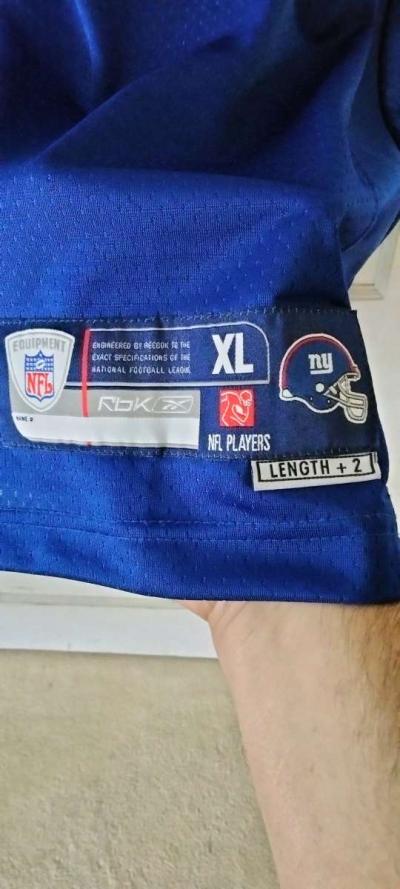 EQUIPMENT
NFL
ENGINEERED BY REEBOK TO THE
EXACT SPECIFICATIONS OF THE
NATIONAL FOOTBALL LEAGUE
XL
ny
RbK
NFL PLAYERS
LENGTH + 2